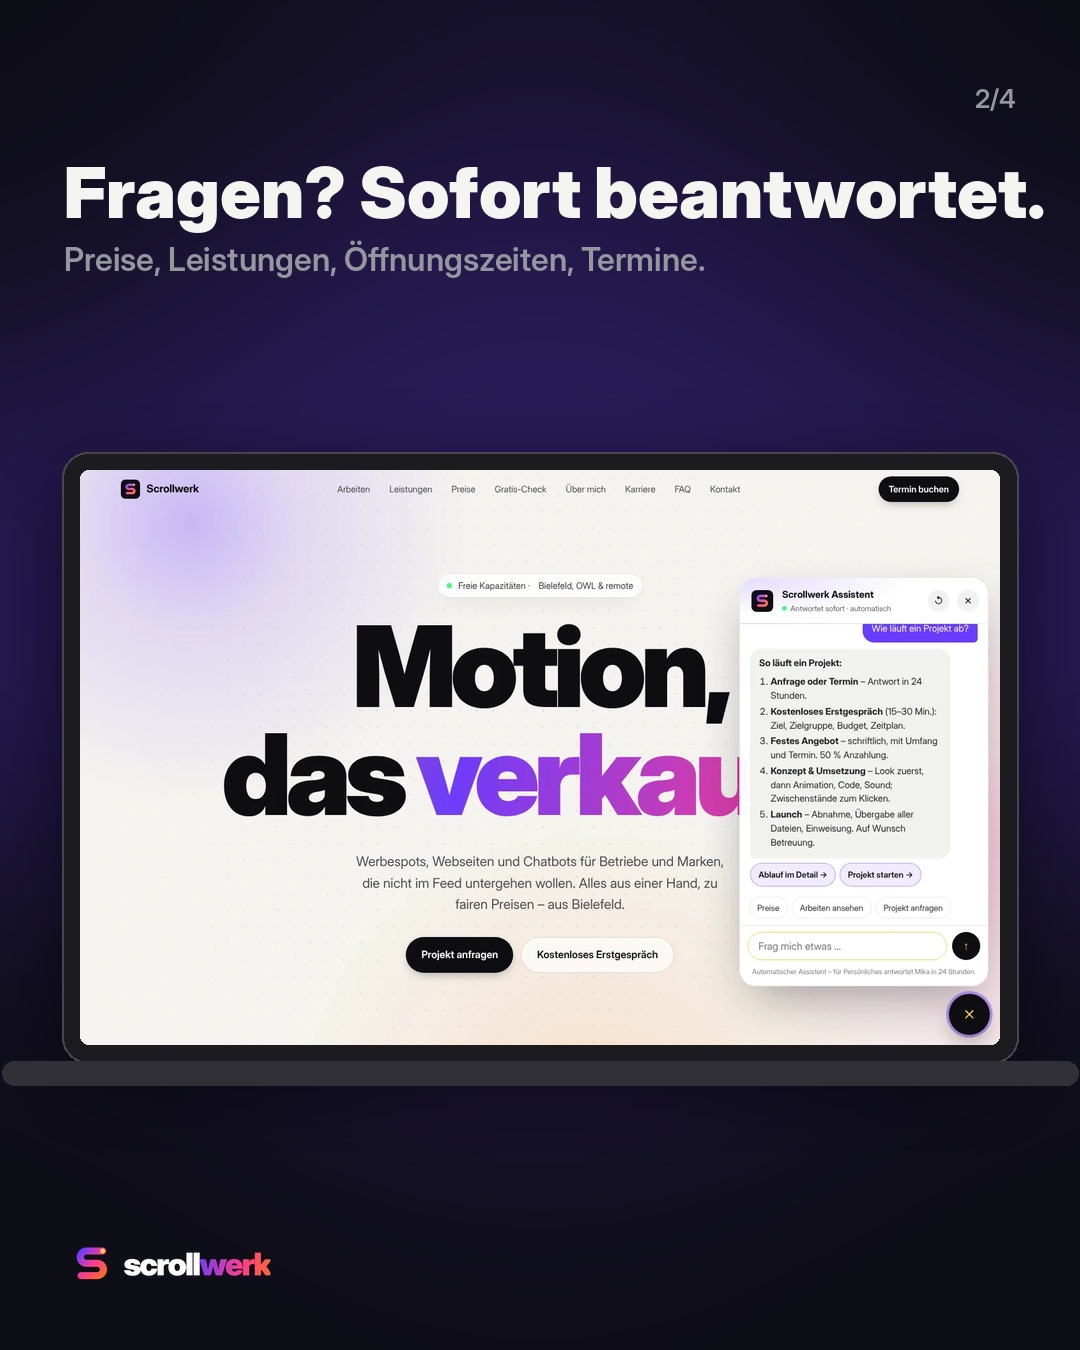 2/4
Fragen? Sofort beantwortet.
Preise, Leistungen, Öffnungszeiten, Termine.
Scrollwerk
Arbeiten Leistungen Preise Gratis-Check Über mich Karriere FAQ Kontakt
Termin buchen
Freie Kapazitäten · Bielefeld, OWL & remote
Motion,
das verkau
Werbespots, Webseiten und Chatbots für Betriebe und Marken,
die nicht im Feed untergehen wollen. Alles aus einer Hand, zu
fairen Preisen – aus Bielefeld.
Projekt anfragen
Kostenloses Erstgespräch
Scrollwerk Assistent
Antwortet sofort · automatisch
Wie läuft ein Projekt ab?
So läuft ein Projekt:
1. Anfrage oder Termin – Antwort in 24
Stunden.
2. Kostenloses Erstgespräch (15–30 Min.):
Ziel, Zielgruppe, Budget, Zeitplan.
3. Festes Angebot – schriftlich, mit Umfang
und Termin. 50 % Anzahlung.
4. Konzept & Umsetzung – Look zuerst,
dann Animation, Code, Sound;
Zwischenstände zum Klicken.
5. Launch – Abnahme, Übergabe aller
Dateien, Einweisung. Auf Wunsch
Betreuung.
Ablauf im Detail → Projekt starten →
Preise Arbeiten ansehen Projekt anfragen
Frag mich etwas ...
Automatischer Assistent – für Persönliches antwortet Mika in 24 Stunden.
scrollwerk